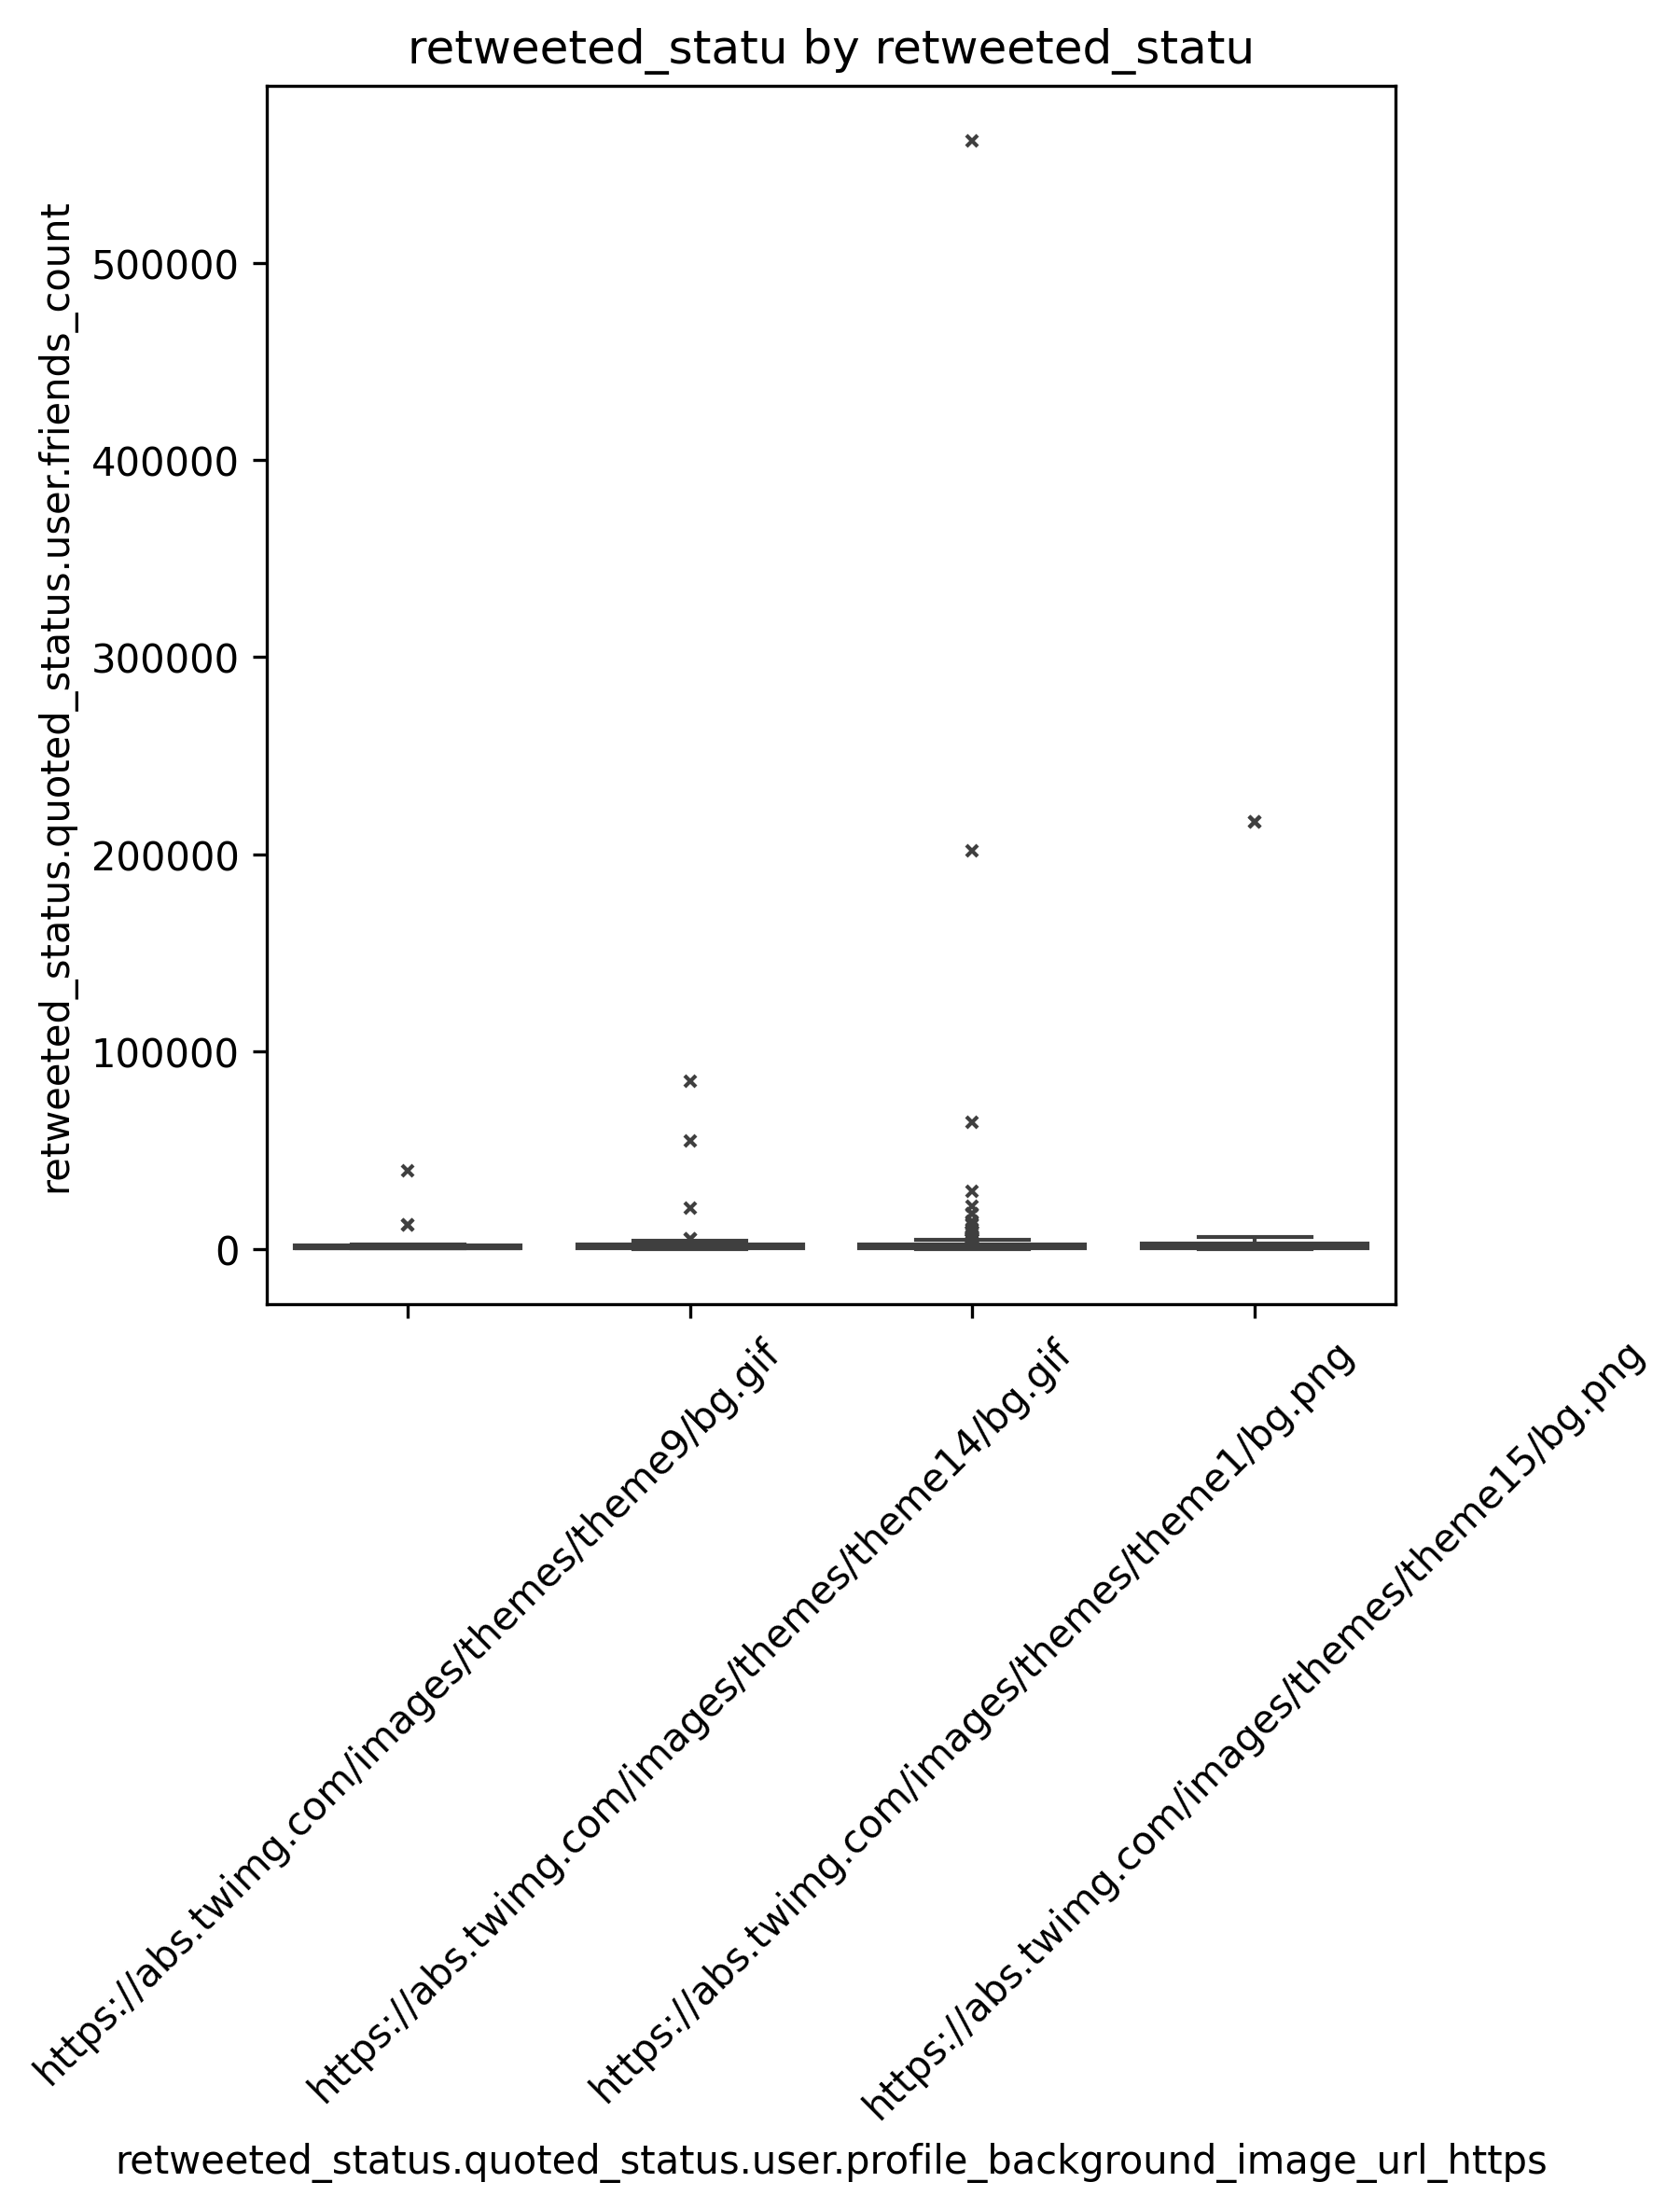 retweeted_statu by retweeted_statu
retweeted_status.quoted_status.user.friends_count
500000
400000
300000
200000
100000
0
https://abs.twimg.com/images/themes/theme9/bg.gif
https://abs.twimg.com/images/themes/theme14/bg.gif
https://abs.twimg.com/images/themes/theme1/bg.png
https://abs.twimg.com/images/themes/theme15/bg.png
retweeted_status.quoted_status.user.profile_background_image_url_https